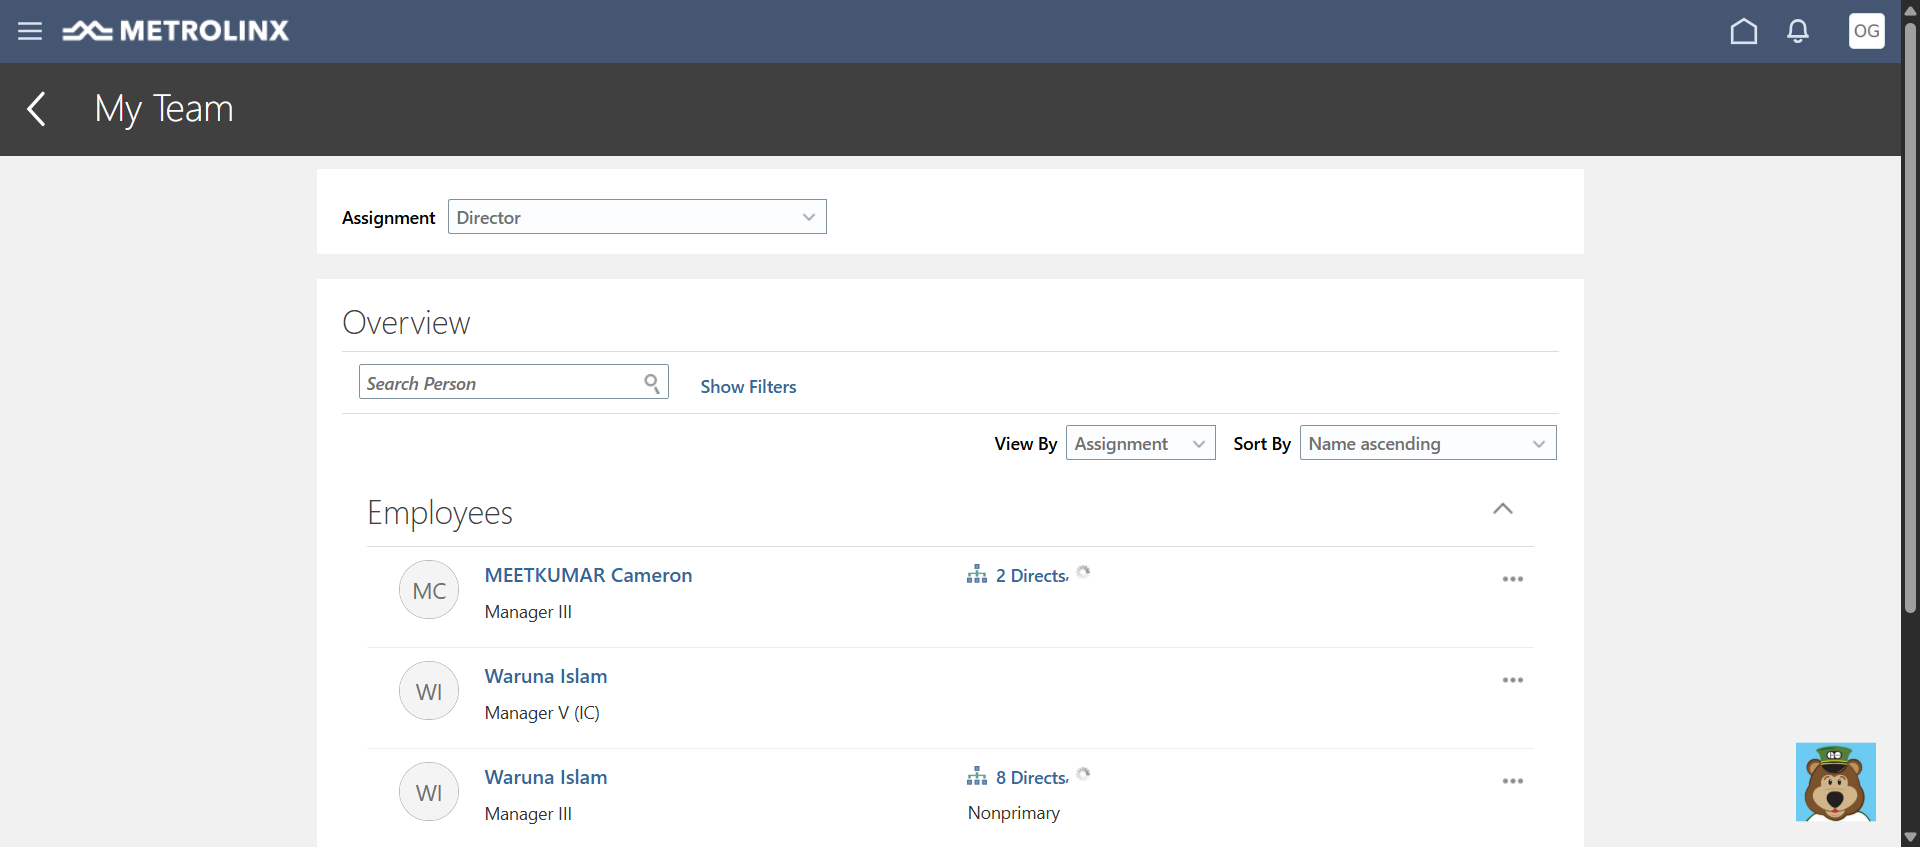 METROLINX
OG
My Team
Assignment Director
Overview
Search Person Show Filters
View By Assignment Sort By Name ascending
Employees
MC MEETKUMAR Cameron 2 Directs,
Manager III
WI Waruna Islam
Manager V (IC)
WI Waruna Islam 8 Directs,
Manager III Nonprimary